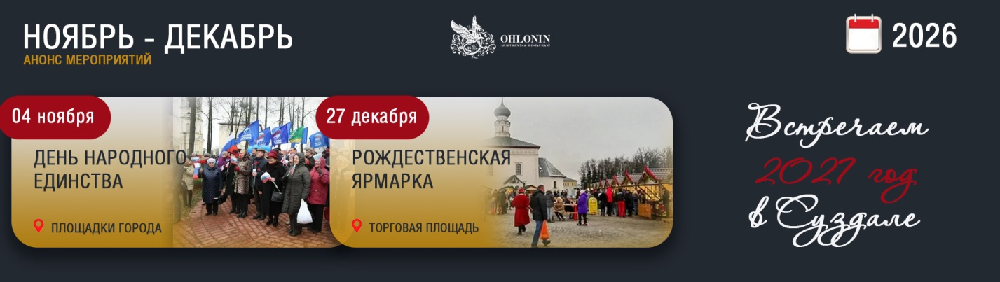 НОЯБРЬ - ДЕКАБРЬ
АНОНС МЕРОПРИЯТИЙ
OHLONIN
APARTMENTS & RESTAURANT
2026
04 ноября
ДЕНЬ НАРОДНОГО
ЕДИНСТВА
ПЛОЩАДКИ ГОРОДА
27 декабря
РОЖДЕСТВЕНСКАЯ
ЯРМАРКА
ТОРГОВАЯ ПЛОЩАДЬ
Встречаем
2027 год
в Суздале